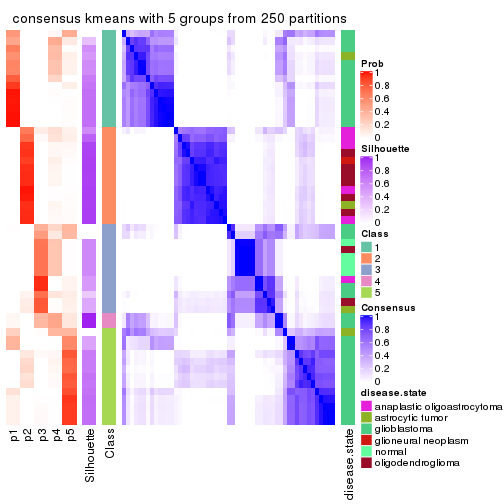 consensus kmeans with 5 groups from 250 partitions
Prob
1
0.8
0.6
0.4
0.2
0
Silhouette
1
0.8
0.6
0.4
0.2
0
Class
1
2
3
4
5
Consensus
1
0.8
0.6
0.4
0.2
0
disease.state
anaplastic oligoastrocytoma
astrocytic tumor
glioblastoma
glioneural neoplasm
normal
oligodendroglioma
p1
p2
p3
p4
p5
Silhouette
Class
disease.state